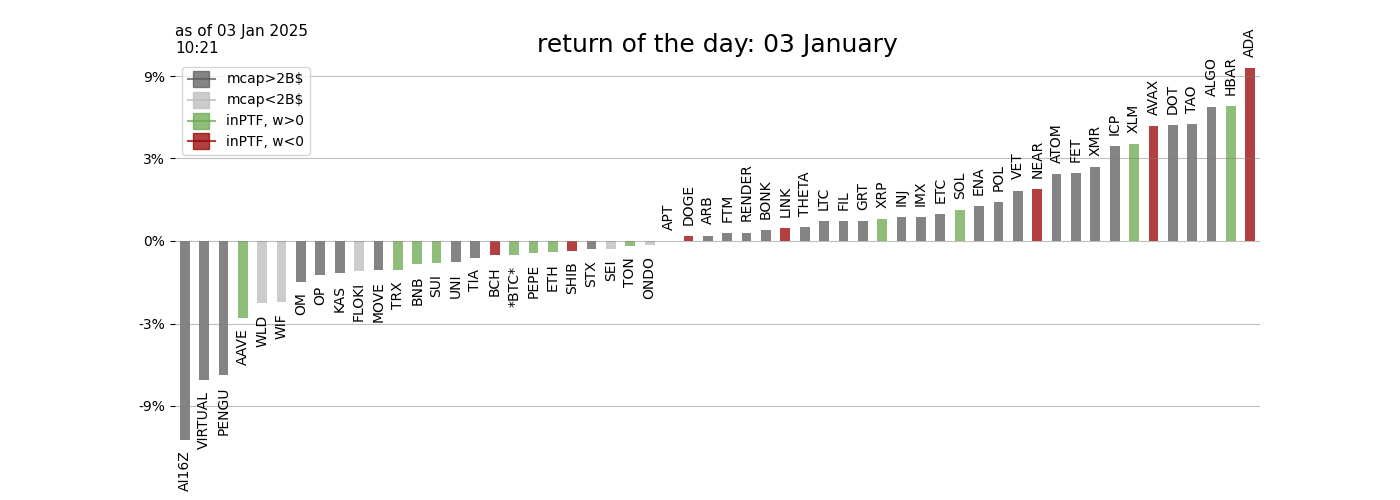 as of 03 Jan 2025
10:21
return of the day: 03 January
mcap>2B$
mcap<2B$
inPTF, w>0
inPTF, w<0
9%
3%
0%
-3%
-9%
AI16Z
VIRTUAL
PENGU
AAVE
WLD
WIF
OM
OP
KAS
FLOKI
MOVE
TRX
BNB
SUI
UNI
TIA
BCH
*BTC*
PEPE
ETH
SHIB
STX
SEI
TON
ONDO
APT
DOGE
ARB
FTM
RENDER
BONK
LINK
THETA
LTC
FIL
GRT
XRP
INJ
IMX
ETC
SOL
ENA
POL
VET
NEAR
ATOM
FET
XMR
ICP
XLM
AVAX
DOT
TAO
ALGO
HBAR
ADA